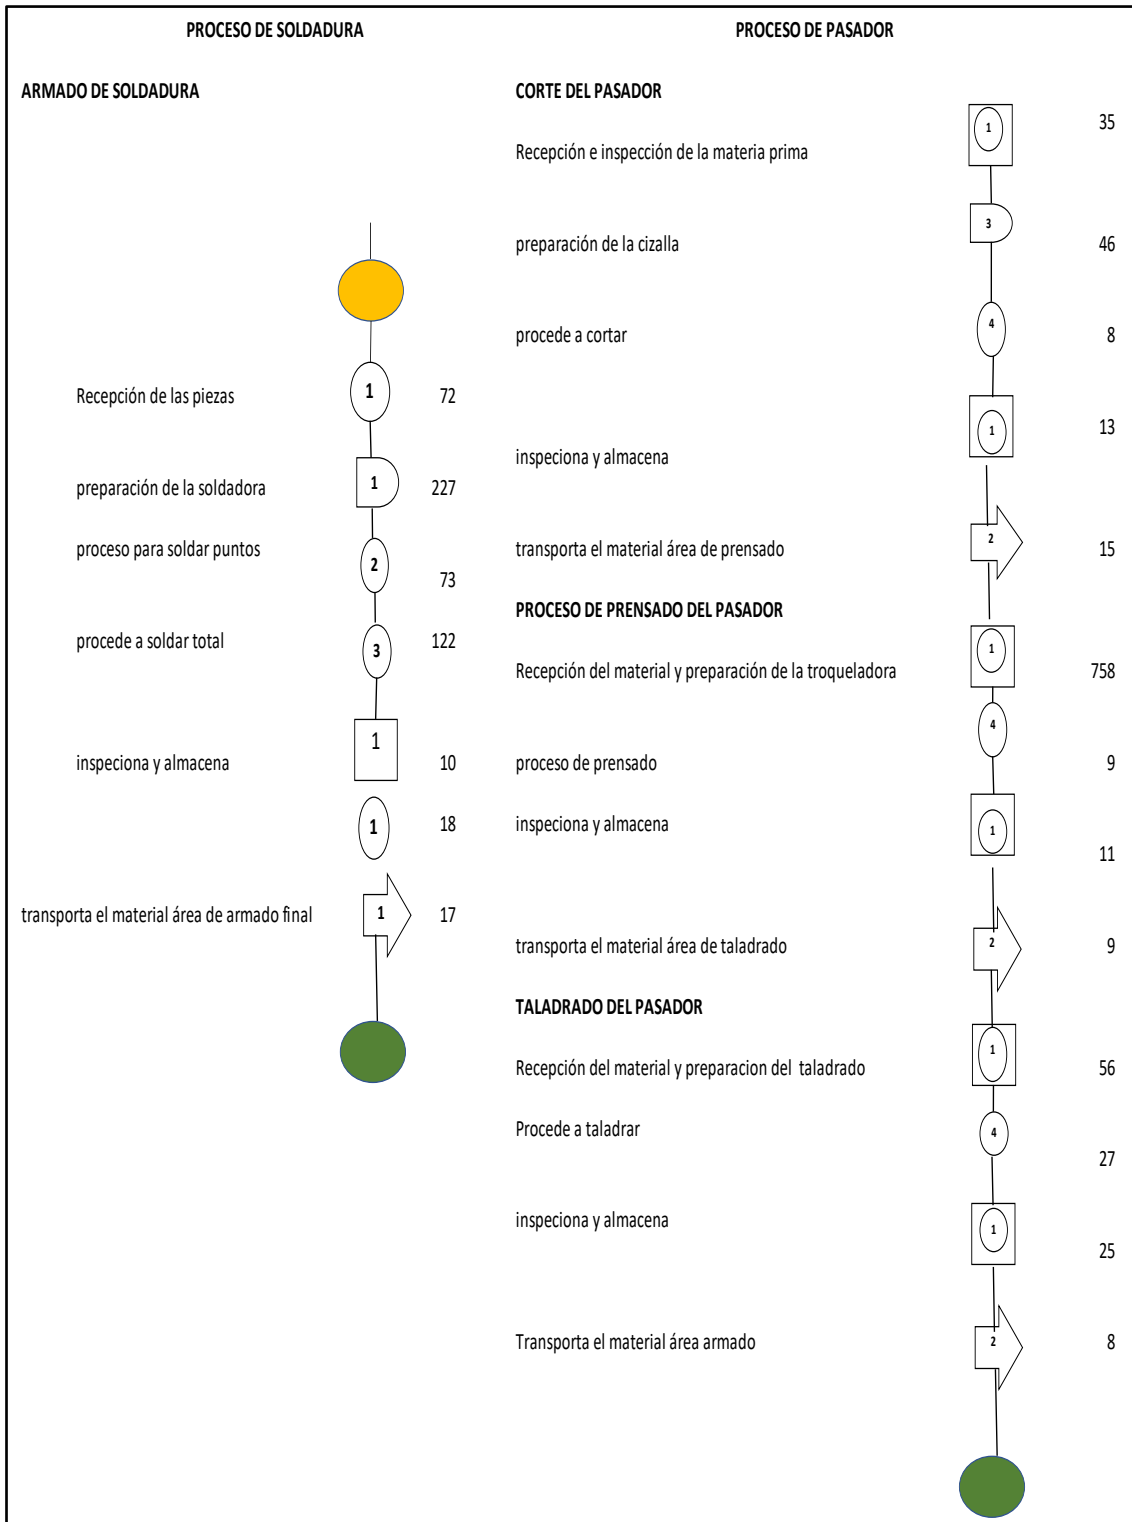 PROCESO DE SOLDADURA
ARMADO DE SOLDADURA
Recepción de las piezas 1 72
preparación de la soldadora 1 227
proceso para soldar puntos 2 73
procede a soldar total 3 122
inspeciona y almacena 1 10
1 18
transporta el material área de armado final 1 17
PROCESO DE PASADOR
CORTE DEL PASADOR
Recepción e inspección de la materia prima 1 35
preparación de la cizalla 3 46
procede a cortar 4 8
inspeciona y almacena 1 13
transporta el material área de prensado 2 15
PROCESO DE PRENSADO DEL PASADOR
Recepción del material y preparación de la troqueladora 1 758
proceso de prensado 4 9
inspeciona y almacena 1 11
transporta el material área de taladrado 2 9
TALADRADO DEL PASADOR
Recepción del material y preparacion del taladrado 1 56
Procede a taladrar 4 27
inspeciona y almacena 1 25
Transporta el material área armado 2 8